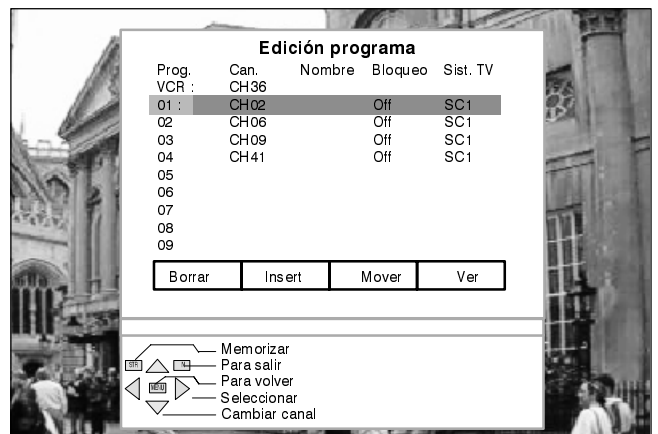 Edición programa
Prog. Can. Nombre Bloqueo Sist. TV
VCR : CH36
01 : CH02 Off SC1
02 CH06 Off SC1
03 CH09 Off SC1
04 CH41 Off SC1
05
06
07
08
09
Borrar Insert Mover Ver
Memorizar
STR N Para salir
MENU Para volver
Seleccionar
Cambiar canal